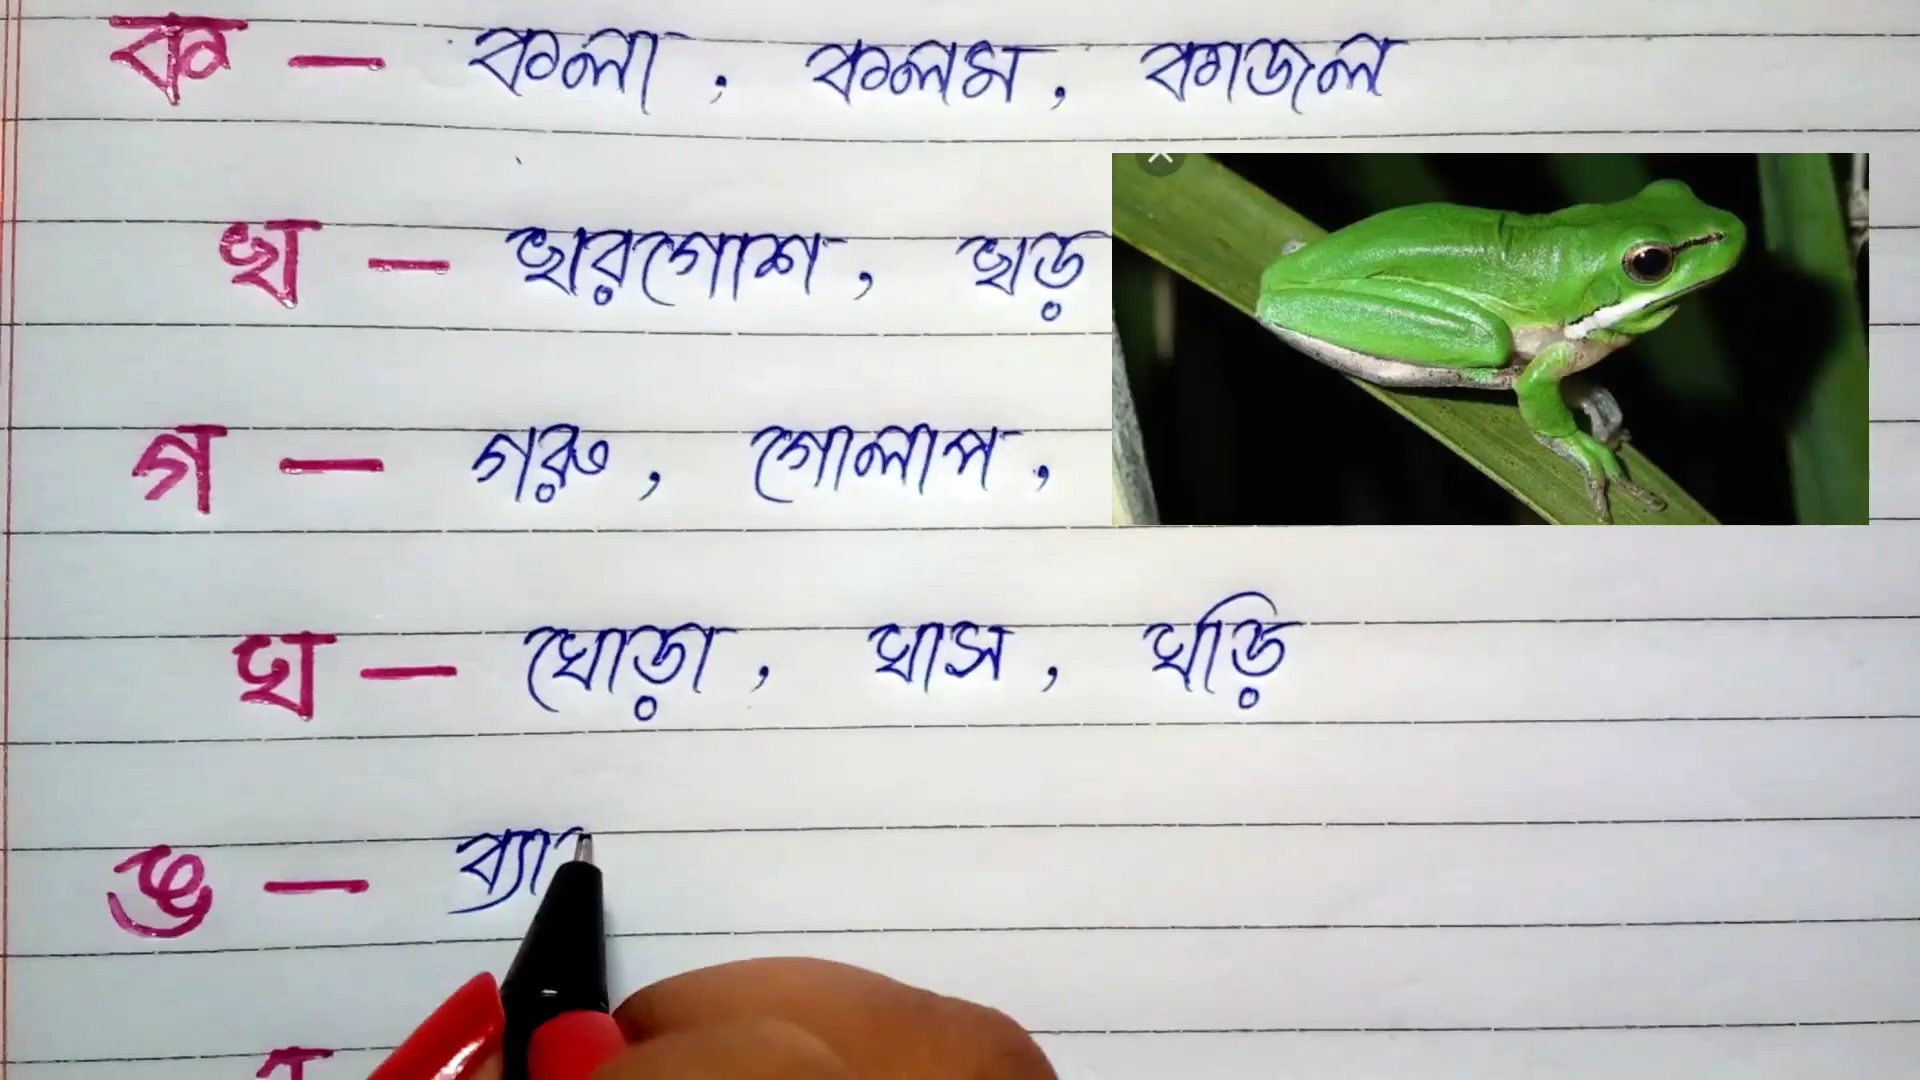 ক — কলা, কলম, কাজল
খ — খরগোশ, খড়
গ — গরু, গোলাপ,
ঘ — ঘোড়া, ঘাস, ঘড়ি
ঙ — ব্যা